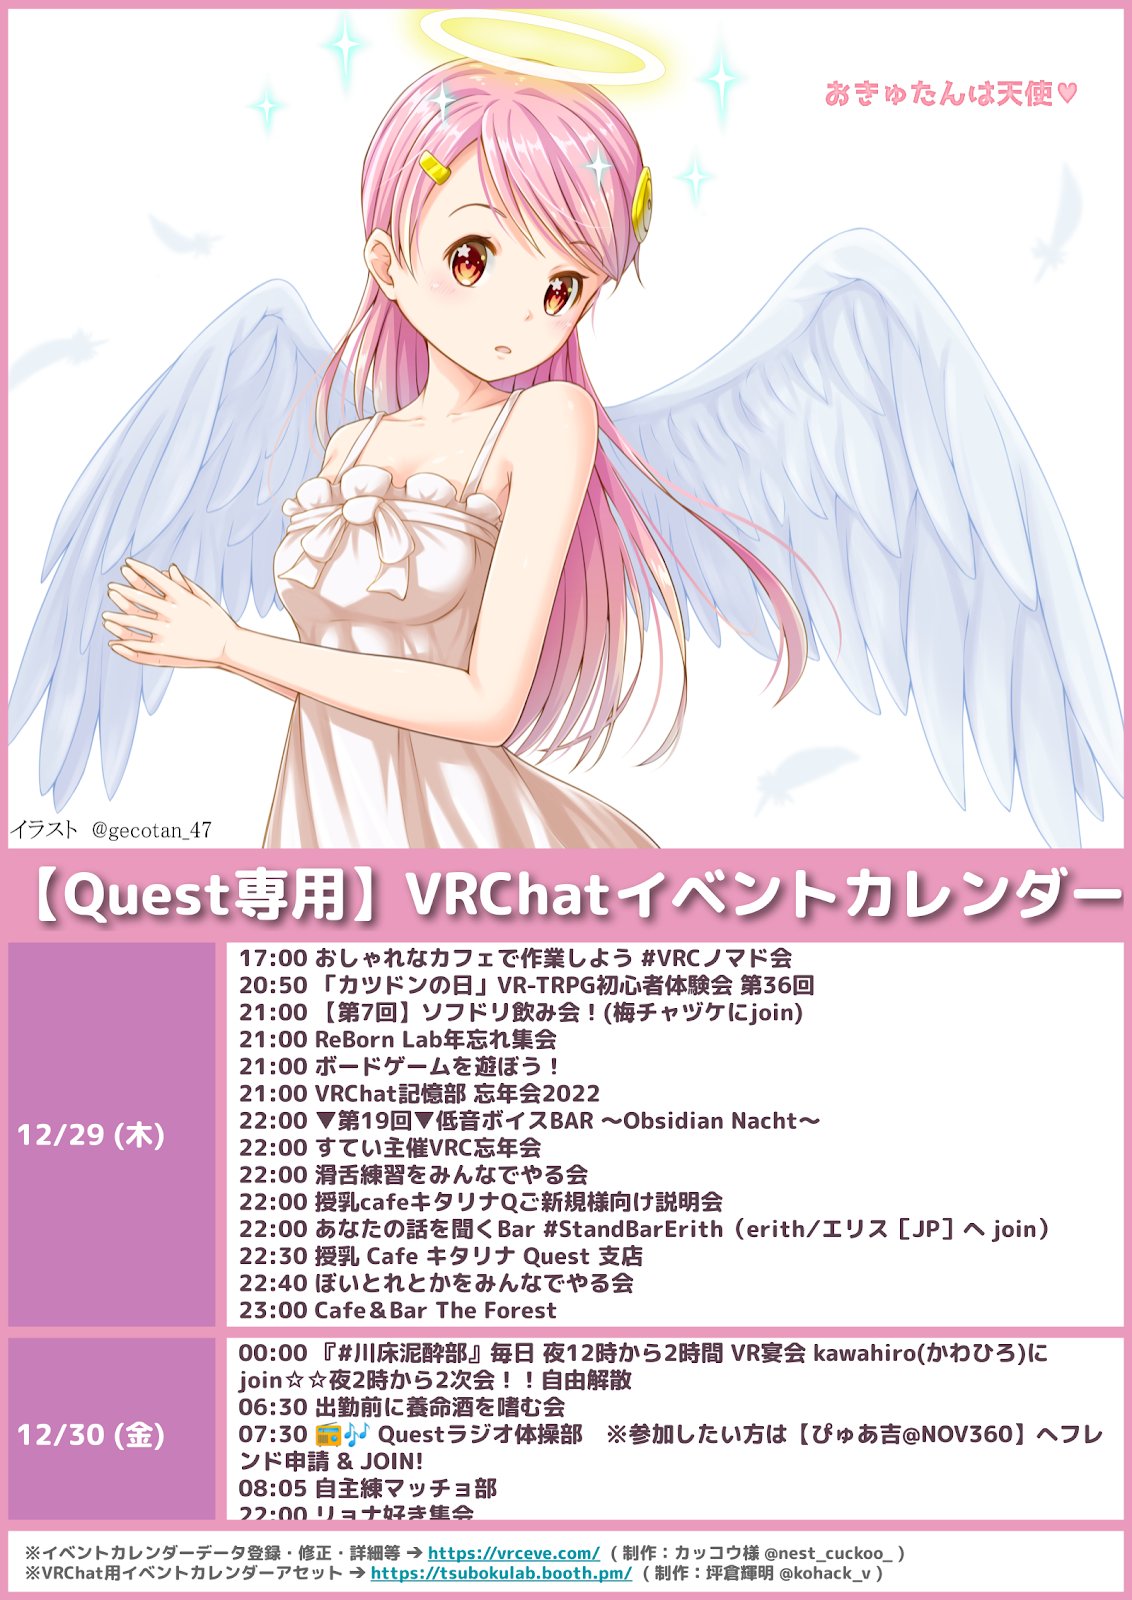 おきゅたんは天使♥
イラスト @gecotan_47
【Quest専用】VRChatイベントカレンダー
12/29 (木)
17:00 おしゃれなカフェで作業しよう #VRCノマド会
20:50 「カツドンの日」VR-TRPG初心者体験会 第36回
21:00 【第7回】ソフドリ飲み会！(梅チャヅケにjoin)
21:00 ReBorn Lab年忘れ集会
21:00 ボードゲームを遊ぼう！
21:00 VRChat記憶部 忘年会2022
22:00 ▼第19回▼低音ボイスBAR ～Obsidian Nacht～
22:00 すてい主催VRC忘年会
22:00 滑舌練習をみんなでやる会
22:00 授乳cafeキタリナQご新規様向け説明会
22:00 あなたの話を聞くBar #StandBarErith（erith/エリス［JP］へ join）
22:30 授乳 Cafe キタリナ Quest 支店
22:40 ぼいとれとかをみんなでやる会
23:00 Cafe＆Bar The Forest
12/30 (金)
00:00 『#川床泥酔部』毎日 夜12時から2時間 VR宴会 kawahiro(かわひろ)に
join☆☆夜2時から2次会！！自由解散
06:30 出勤前に養命酒を嗜む会
07:30 📻🎶 Questラジオ体操部　※参加したい方は【ぴゅあ吉@NOV360】へフレ
ンド申請 & JOIN!
08:05 自主練マッチョ部
22:00 リョナ好き集会
※イベントカレンダーデータ登録・修正・詳細等 ➔ https://vrceve.com/ ( 制作：カッコウ様 @nest_cuckoo_ )
※VRChat用イベントカレンダーアセット ➔ https://tsubokulab.booth.pm/ ( 制作：坪倉輝明 @kohack_v )